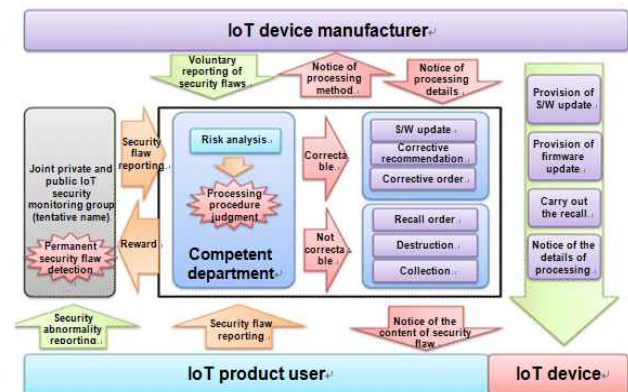 IoT device manufacturer
Voluntary
reporting of
security flaws
Notice of
processing
method
Notice of
processing
details
Provision of
S/W update
Provision of
firmware
update
Carry out
the recall
Notice of the
details of
processing
Joint private and
public IoT
security
monitoring group
(tentative name)
Permanent
security flaw
detection
Security
flaw
reporting
Reward
Risk analysis
Processing
procedure
judgment
Competent
department
Correcta
ble
Not
correcta
ble
S/W update
Corrective
recommendation
Corrective order
Recall order
Destruction
Collection
Security
abnormality
reporting
Security flaw
reporting
Notice of the
content of security
flaw
IoT product user
IoT device